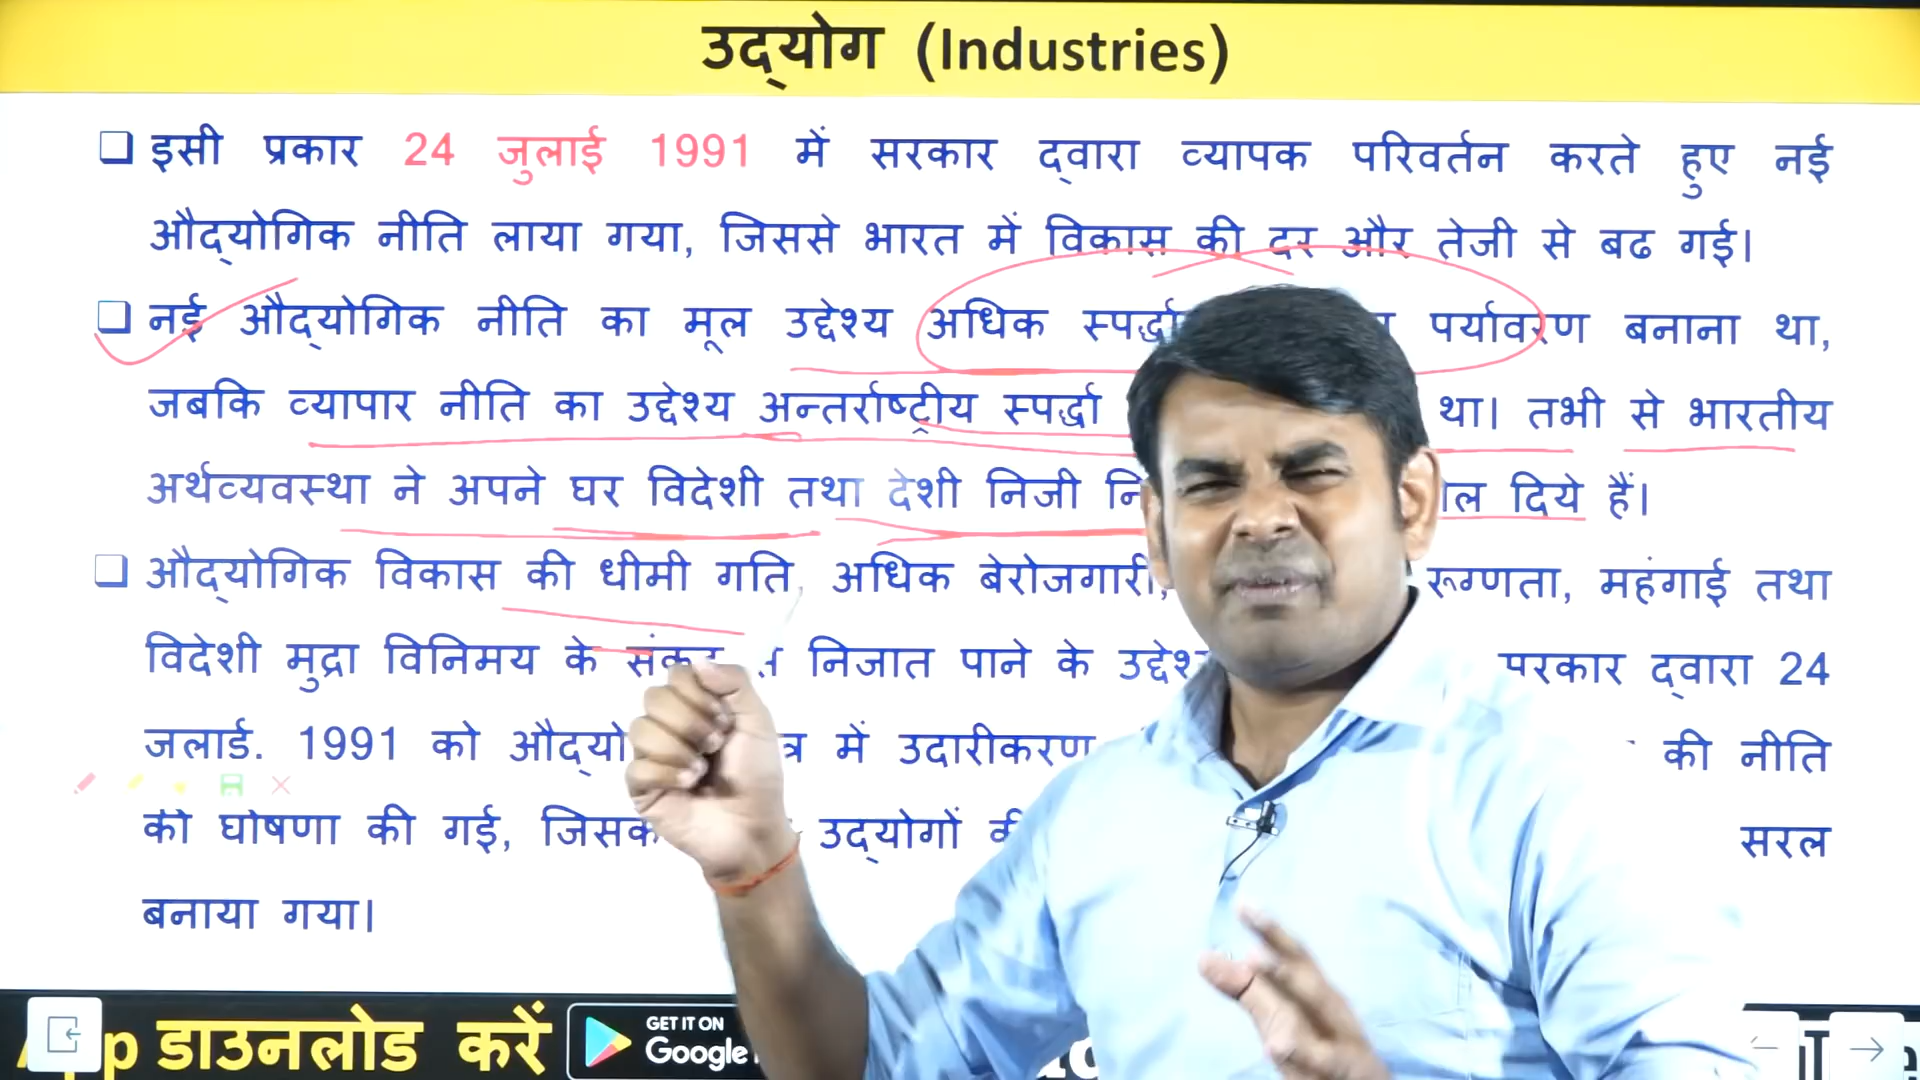 उद्योग (Industries)
इसी प्रकार 24 जुलाई 1991 में सरकार द्वारा व्यापक परिवर्तन करते हुए नई
औद्योगिक नीति लाया गया, जिससे भारत में विकास की दर और तेजी से बढ गई।
नई औद्योगिक नीति का मूल उद्देश्य अधिक स्पर्द्धा पर्यावरण बनाना था,
जबकि व्यापार नीति का उद्देश्य अन्तर्राष्ट्रीय स्पर्द्धा था। तभी से भारतीय
अर्थव्यवस्था ने अपने घर विदेशी तथा देशी निजी दिये हैं।
औद्योगिक विकास की धीमी गति, अधिक बेरोजगारी, रूग्णता, महंगाई तथा
विदेशी मुद्रा विनिमय के निजात पाने के द्वारा 24
1991 को में उदारीकरण की नीति
की घोषणा की गई, उद्योगों सरल
बनाया गया।
डाउनलोड करें
GET IT ON
Google